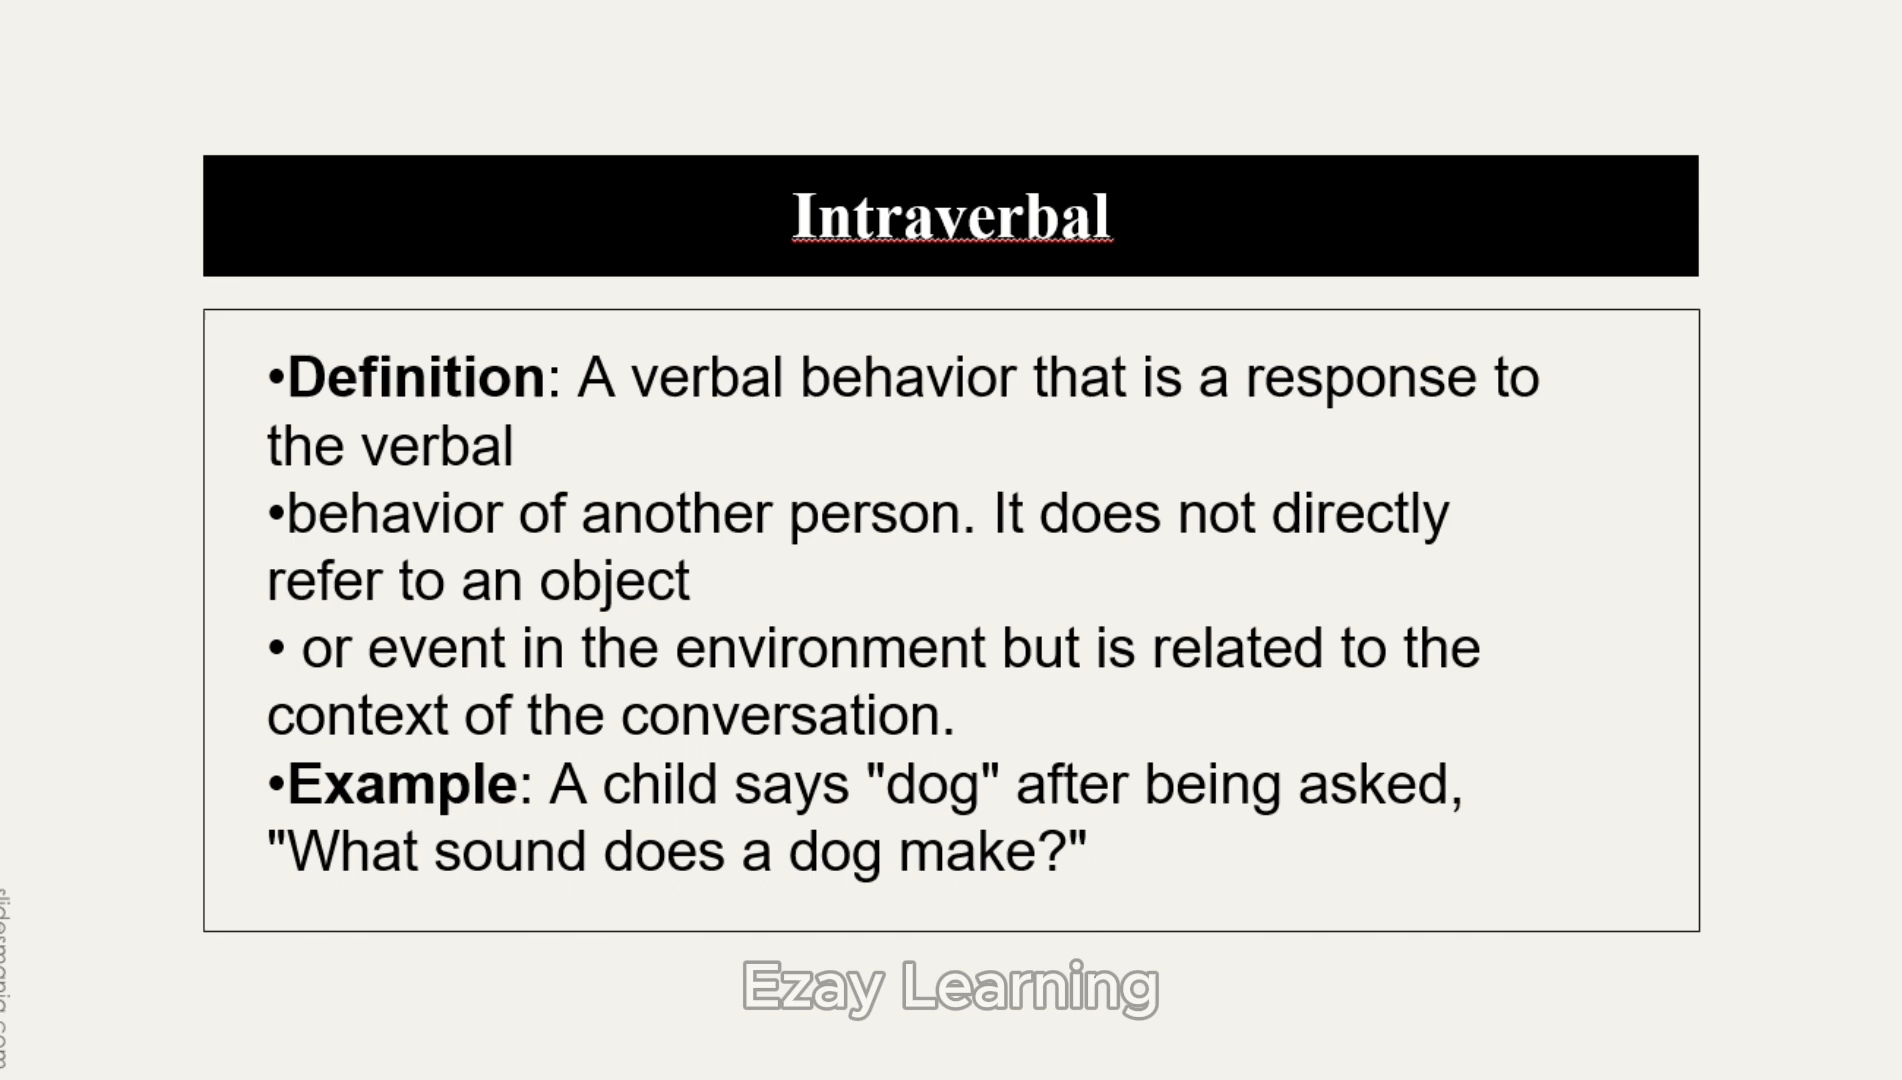 Intraverbal
•Definition: A verbal behavior that is a response to
the verbal
•behavior of another person. It does not directly
refer to an object
• or event in the environment but is related to the
context of the conversation.
•Example: A child says "dog" after being asked,
"What sound does a dog make?"
Ezay Learning
slidesmania.com